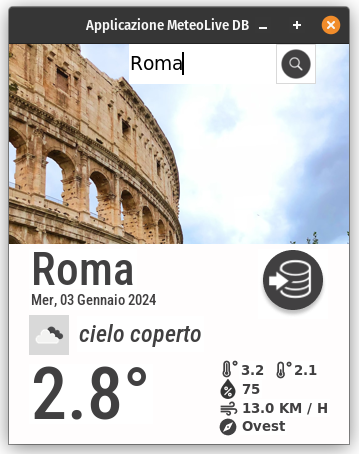 Applicazione MeteoLive DB
Roma
Roma
Mer, 03 Gennaio 2024
cielo coperto
2.8°
3.2 2.1
75
13.0 KM / H
Ovest